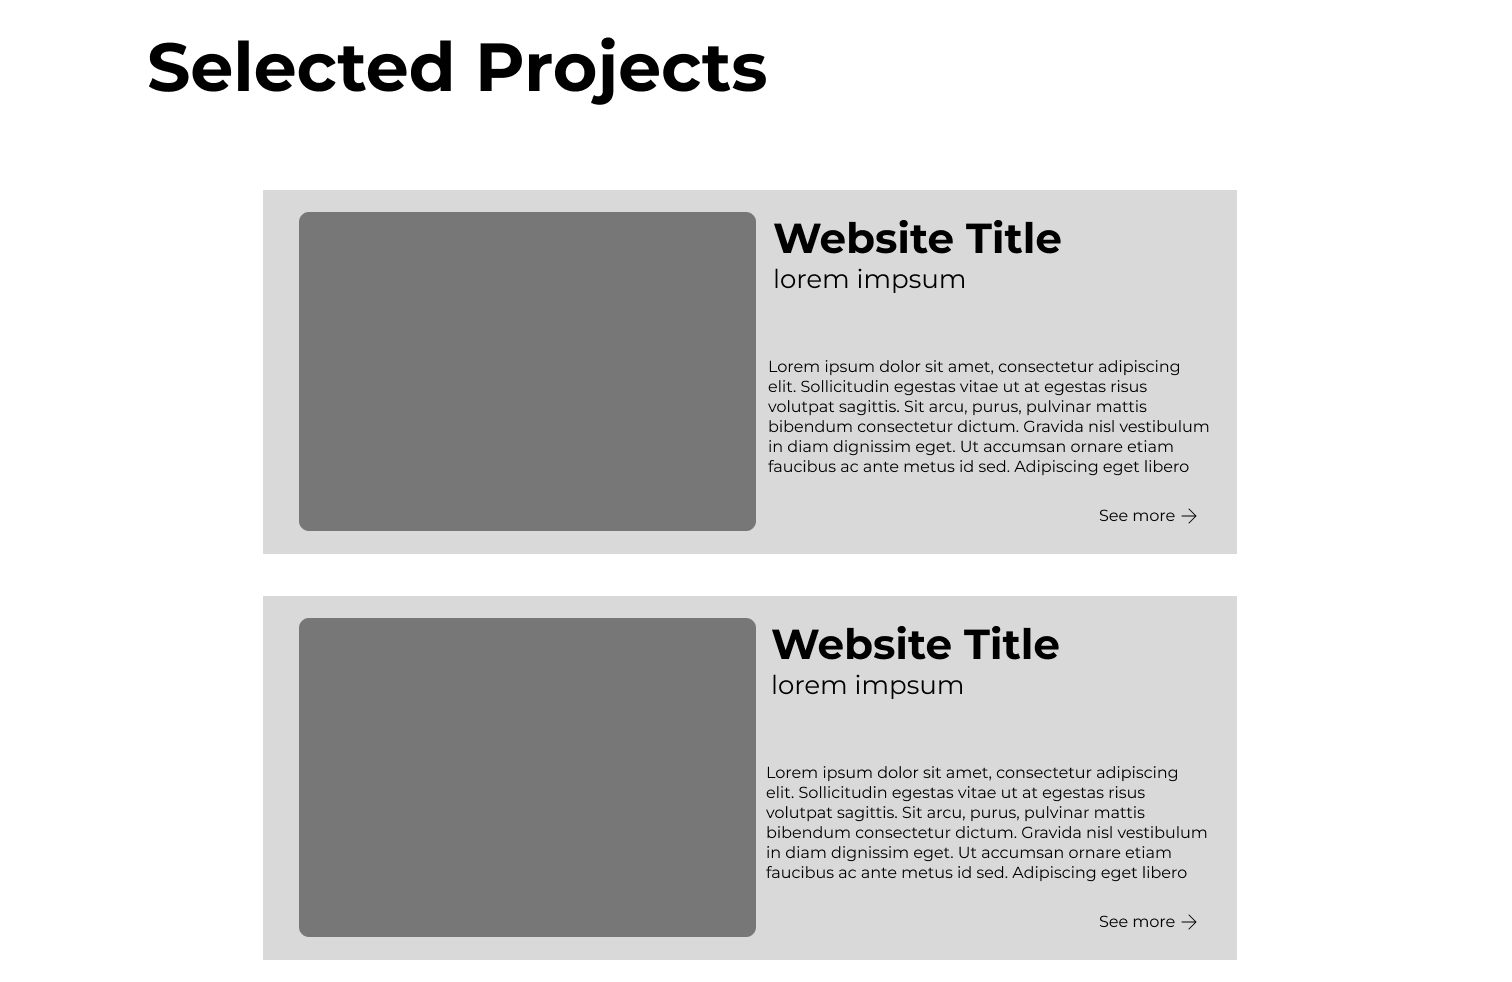 Selected Projects
Website Title
lorem impsum
Lorem ipsum dolor sit amet, consectetur adipiscing
elit. Sollicitudin egestas vitae ut at egestas risus
volutpat sagittis. Sit arcu, purus, pulvinar mattis
bibendum consectetur dictum. Gravida nisl vestibulum
in diam dignissim eget. Ut accumsan ornare etiam
faucibus ac ante metus id sed. Adipiscing eget libero
See more →
Website Title
lorem impsum
Lorem ipsum dolor sit amet, consectetur adipiscing
elit. Sollicitudin egestas vitae ut at egestas risus
volutpat sagittis. Sit arcu, purus, pulvinar mattis
bibendum consectetur dictum. Gravida nisl vestibulum
in diam dignissim eget. Ut accumsan ornare etiam
faucibus ac ante metus id sed. Adipiscing eget libero
See more →